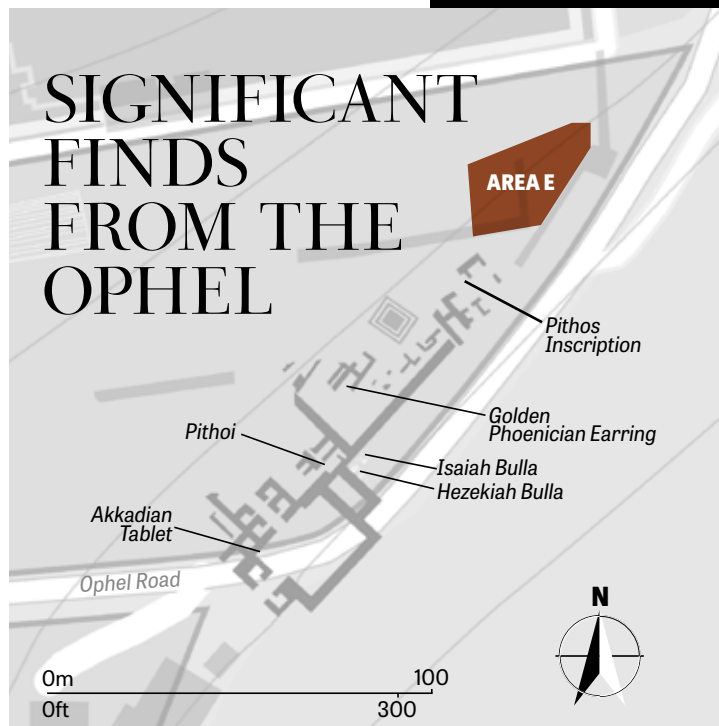 SIGNIFICANT
FINDS
FROM THE
OPHEL
AREA E
Pithos
Inscription
Golden
Phoenician Earring
Pithoi
Isaiah Bulla
Hezekiah Bulla
Akkadian
Tablet
Ophel Road
N
0m 100
0ft 300